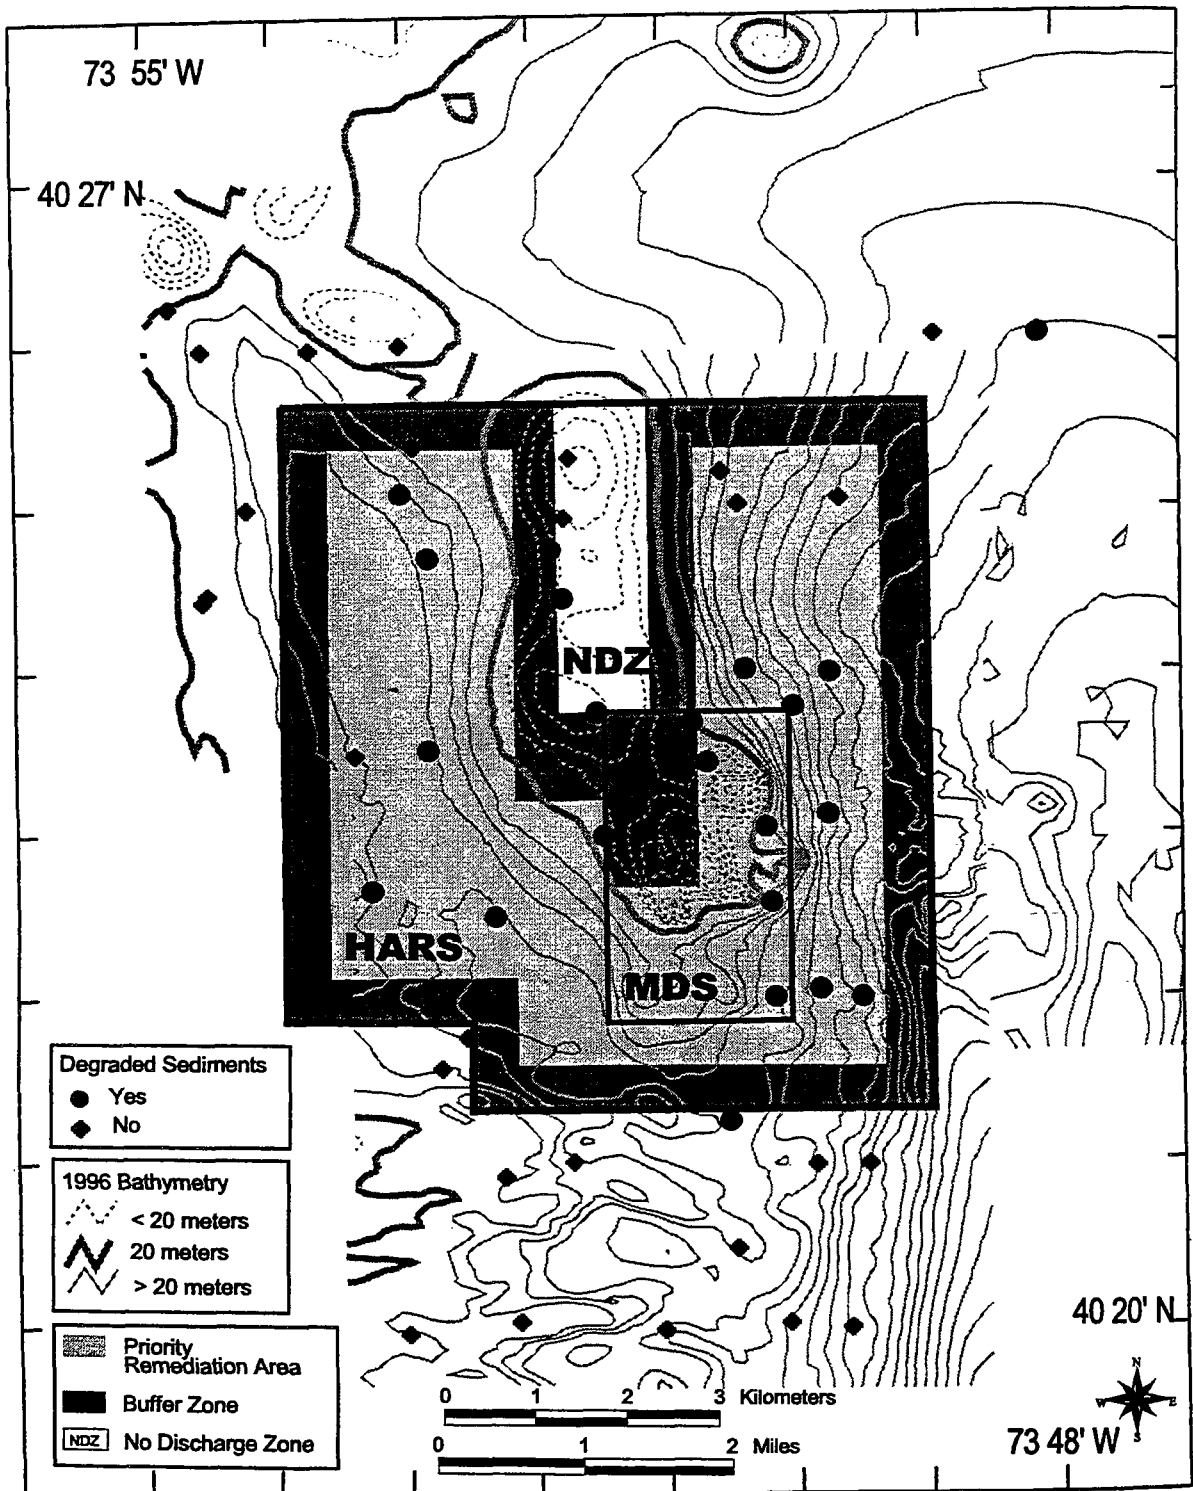 73 55' W
40 27' N
NDZ
HARS
MDS
Degraded Sediments
Yes
No
1996 Bathymetry
< 20 meters
20 meters
> 20 meters
Priority
Remediation Area
Buffer Zone
NDZ No Discharge Zone
0 1 2 3 Kilometers
0 1 2 Miles
40 20' N
73 48' W
N
W E
S